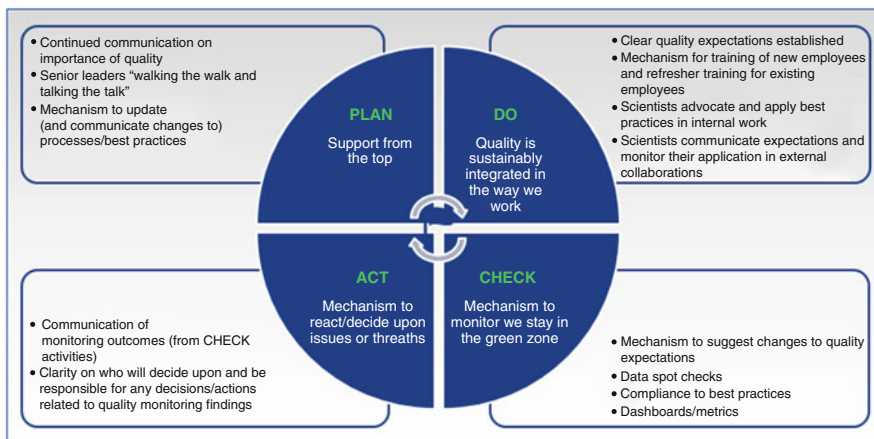 • Continued communication on
importance of quality
• Senior leaders “walking the walk and
talking the talk”
• Mechanism to update
(and communicate changes to)
processes/best practices
PLAN
Support from
the top
DO
Quality is
sustainably
integrated in
the way we
work
• Clear quality expectations established
• Mechanism for training of new employees
and refresher training for existing
employees
• Scientists advocate and apply best
practices in internal work
• Scientists communicate expectations and
monitor their application in external
collaborations
ACT
Mechanism to
react/decide upon
issues or threaths
CHECK
Mechanism to
monitor we stay in
the green zone
• Communication of
monitoring outcomes (from CHECK
activities)
• Clarity on who will decide upon and be
responsible for any decisions/actions
related to quality monitoring findings
• Mechanism to suggest changes to quality
expectations
• Data spot checks
• Compliance to best practices
• Dashboards/metrics